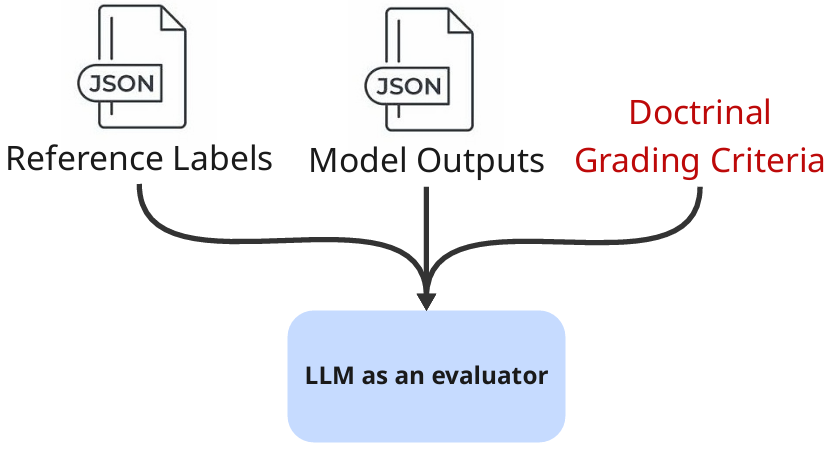 JSON
JSON
Reference Labels
Model Outputs
Doctrinal
Grading Criteria
LLM as an evaluator